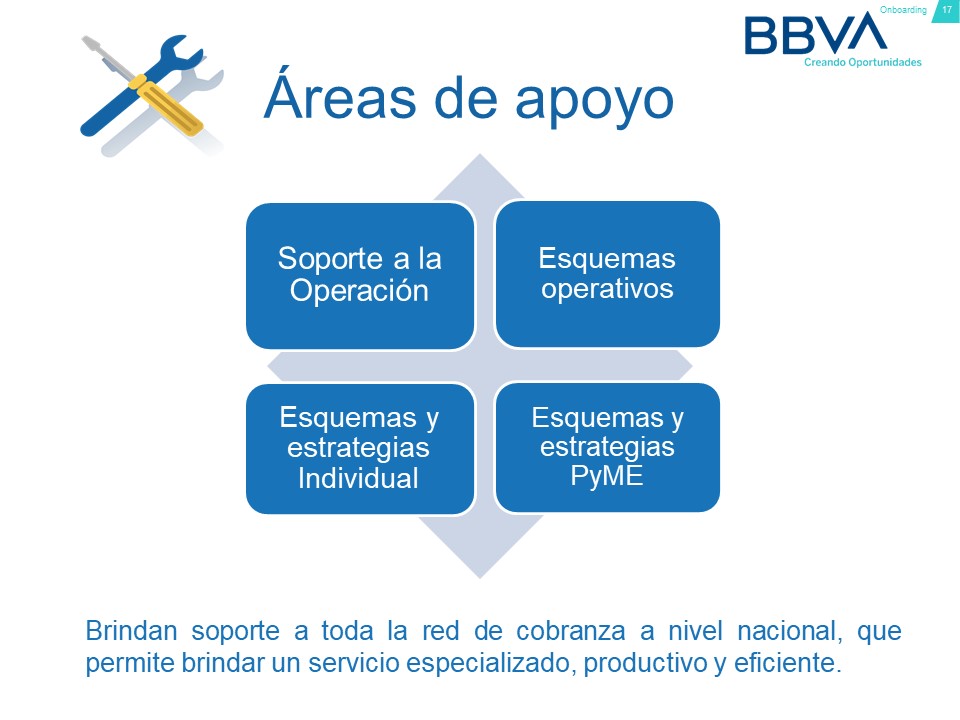 Onboarding 17
BBVA
Creando Oportunidades
Áreas de apoyo
Soporte a la
Operación
Esquemas
operativos
Esquemas y
estrategias
Individual
Esquemas y
estrategias
PyME
Brindan soporte a toda la red de cobranza a nivel nacional, que
permite brindar un servicio especializado, productivo y eficiente.